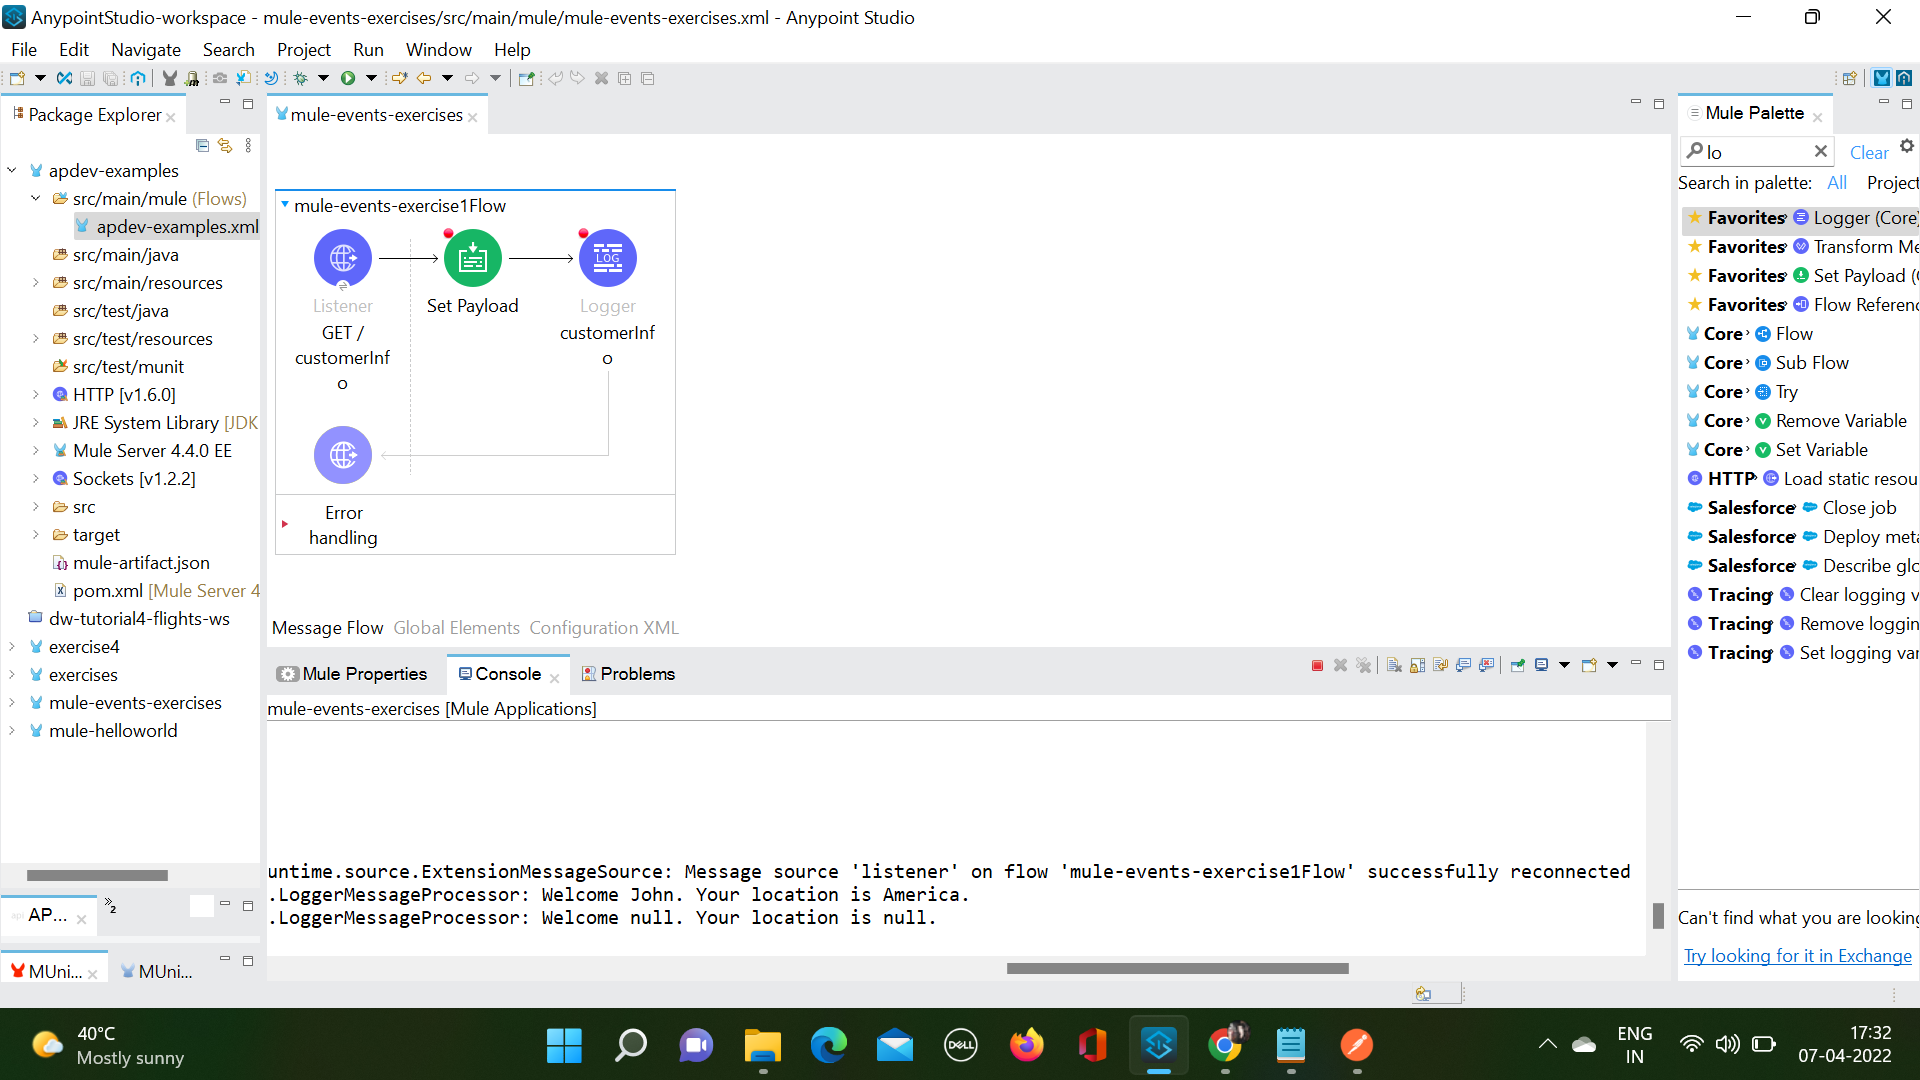 AnypointStudio-workspace - mule-events-exercises/src/main/mule/mule-events-exercises.xml - Anypoint Studio
File Edit Navigate Search Project Run Window Help
Package Explorer
apdev-examples
src/main/mule (Flows)
apdev-examples.xml
src/main/java
src/main/resources
src/test/java
src/test/resources
src/test/munit
HTTP [v1.6.0]
JRE System Library [JDK
Mule Server 4.4.0 EE
Sockets [v1.2.2]
src
target
mule-artifact.json
pom.xml [Mule Server 4
dw-tutorial4-flights-ws
exercise4
exercises
mule-events-exercises
mule-helloworld
AP...
2
MUni...
MUni...
mule-events-exercises
mule-events-exercise1Flow
Listener
GET /
customerInf
o
Set Payload
LOG
Logger
customerInf
o
Error
handling
Message Flow Global Elements Configuration XML
Mule Properties Console Problems
mule-events-exercises [Mule Applications]
untime.source.ExtensionMessageSource: Message source 'listener' on flow 'mule-events-exercise1Flow' successfully reconnected
.LoggerMessageProcessor: Welcome John. Your location is America.
.LoggerMessageProcessor: Welcome null. Your location is null.
Mule Palette
lo
Clear
Search in palette: All Project
Favorites Logger (Core)
Favorites Transform Me
Favorites Set Payload (C
Favorites Flow Referenc
Core Flow
Core Sub Flow
Core Try
Core Remove Variable
Core Set Variable
HTTP Load static resou
Salesforce Close job
Salesforce Deploy meta
Salesforce Describe glo
Tracing Clear logging v
Tracing Remove loggin
Tracing Set logging var
Can't find what you are looking
Try looking for it in Exchange
40°C
Mostly sunny
DELL
ENG
IN
17:32
07-04-2022